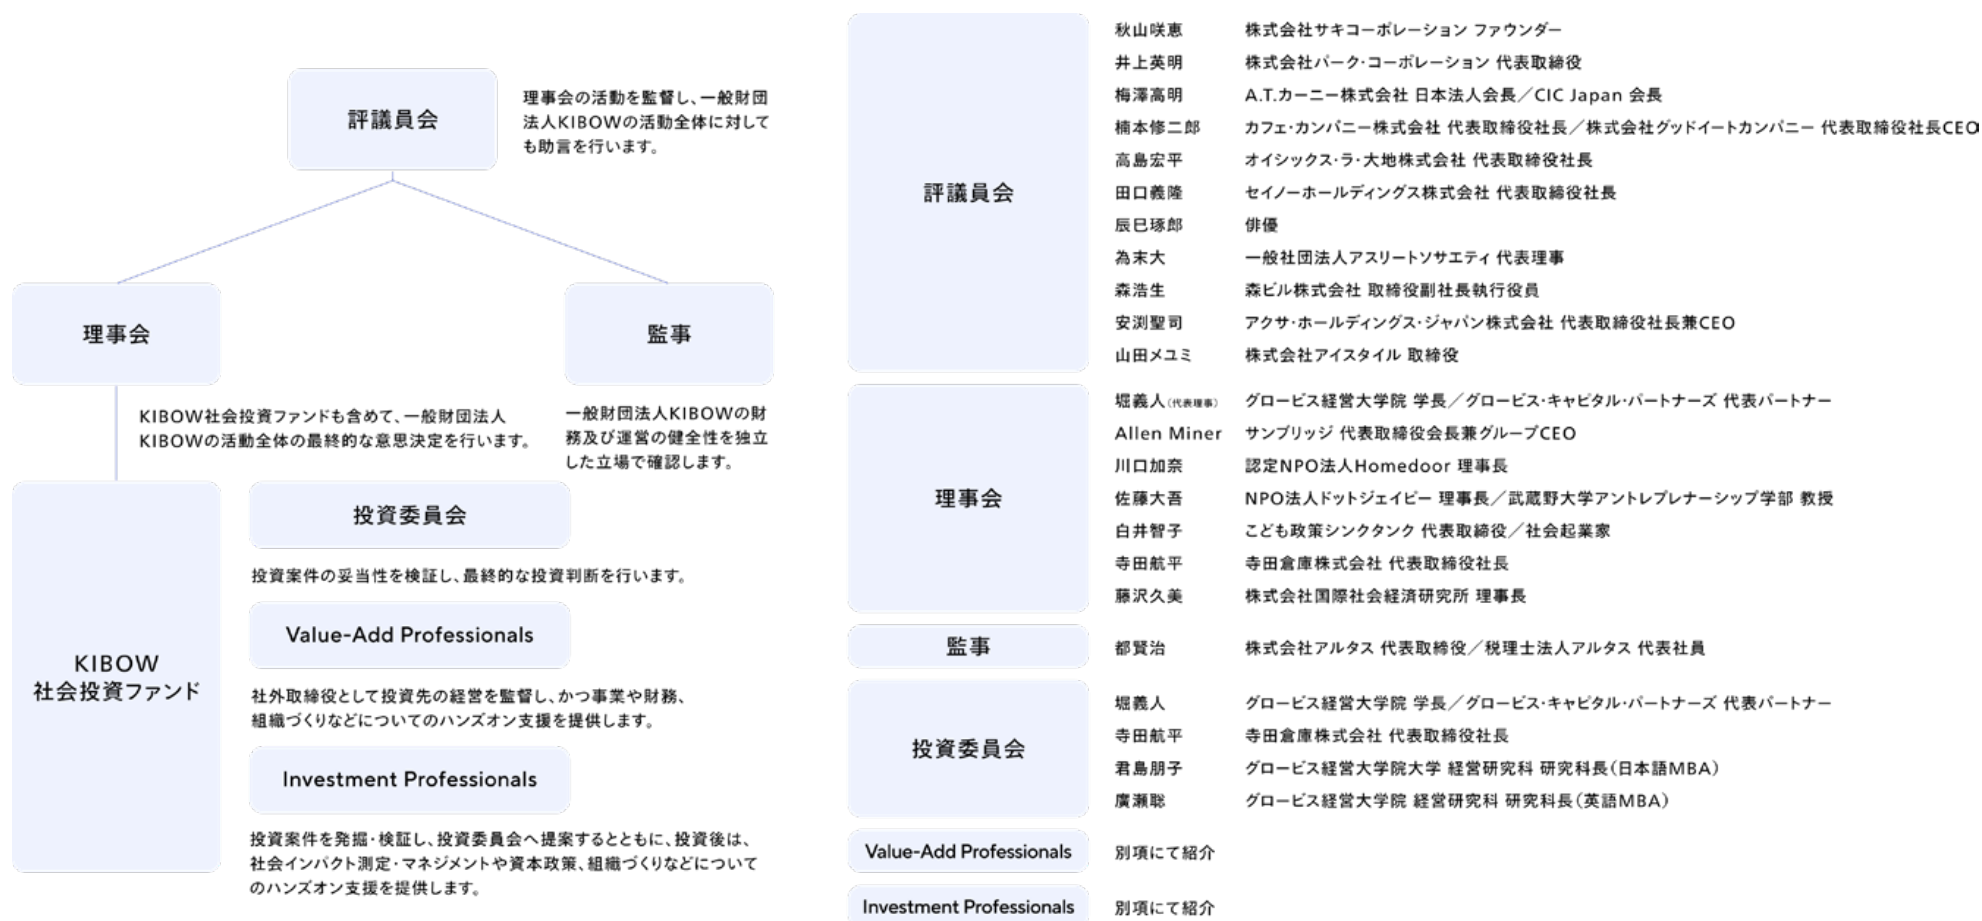 評議員会
理事会の活動を監督し、一般財団
法人KIBOWの活動全体に対して
も助言を行います。
理事会
監事
KIBOW社会投資ファンドも含めて、一般財団法人
KIBOWの活動全体の最終的な意思決定を行います。
一般財団法人KIBOWの財
務及び運営の健全性を独立
した立場で確認します。
KIBOW
社会投資ファンド
投資委員会
投資案件の妥当性を検証し、最終的な投資判断を行います。
Value-Add Professionals
社外取締役として投資先の経営を監督し、かつ事業や財務、
組織づくりなどについてのハンズオン支援を提供します。
Investment Professionals
投資案件を発掘・検証し、投資委員会へ提案するとともに、投資後は、
社会インパクト測定・マネジメントや資本政策、組織づくりなどについて
のハンズオン支援を提供します。
評議員会
秋山咲恵 株式会社サキコーポレーション ファウンダー
井上英明 株式会社パーク・コーポレーション 代表取締役
梅澤高明 A.T.カーニー株式会社 日本法人会長／CIC Japan 会長
楠本修二郎 カフェ・カンパニー株式会社 代表取締役社長／株式会社グッドイートカンパニー 代表取締役社長CEO
高島宏平 オイシックス・ラ・大地株式会社 代表取締役社長
田口義隆 セイノーホールディングス株式会社 代表取締役社長
辰巳琢郎 俳優
為末大 一般社団法人アスリートソサエティ 代表理事
森浩生 森ビル株式会社 取締役副社長執行役員
安渕聖司 アクサ・ホールディングス・ジャパン株式会社 代表取締役社長兼CEO
山田メユミ 株式会社アイスタイル 取締役
理事会
堀義人(代表理事) グロービス経営大学院 学長／グロービス・キャピタル・パートナーズ 代表パートナー
Allen Miner サンブリッジ 代表取締役会長兼グループCEO
川口加奈 認定NPO法人Homedoor 理事長
佐藤大吾 NPO法人ドットジェイピー 理事長／武蔵野大学アントレプレナーシップ学部 教授
白井智子 こども政策シンクタンク 代表取締役／社会起業家
寺田航平 寺田倉庫株式会社 代表取締役社長
藤沢久美 株式会社国際社会経済研究所 理事長
監事
都賢治 株式会社アルタス 代表取締役／税理士法人アルタス 代表社員
投資委員会
堀義人 グロービス経営大学院 学長／グロービス・キャピタル・パートナーズ 代表パートナー
寺田航平 寺田倉庫株式会社 代表取締役社長
君島朋子 グロービス経営大学院大学 経営研究科 研究科長(日本語MBA)
廣瀬聡 グロービス経営大学院 経営研究科 研究科長(英語MBA)
Value-Add Professionals 別項にて紹介
Investment Professionals 別項にて紹介